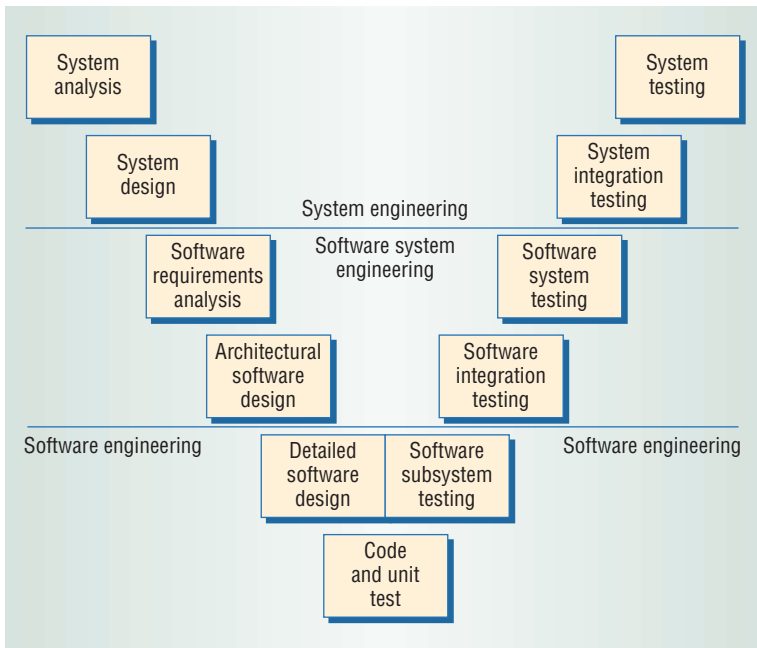 System
analysis
System
testing
System
design
System
integration
testing
System engineering
Software system
engineering
Software
requirements
analysis
Software
system
testing
Architectural
software
design
Software
integration
testing
Software engineering
Software engineering
Detailed
software
design
Software
subsystem
testing
Code
and unit
test